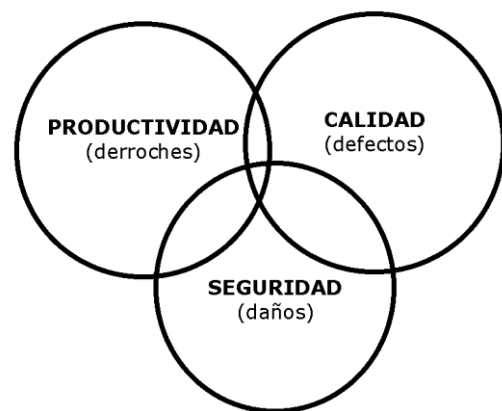 PRODUCTIVIDAD
(derroches)
CALIDAD
(defectos)
SEGURIDAD
(daños)